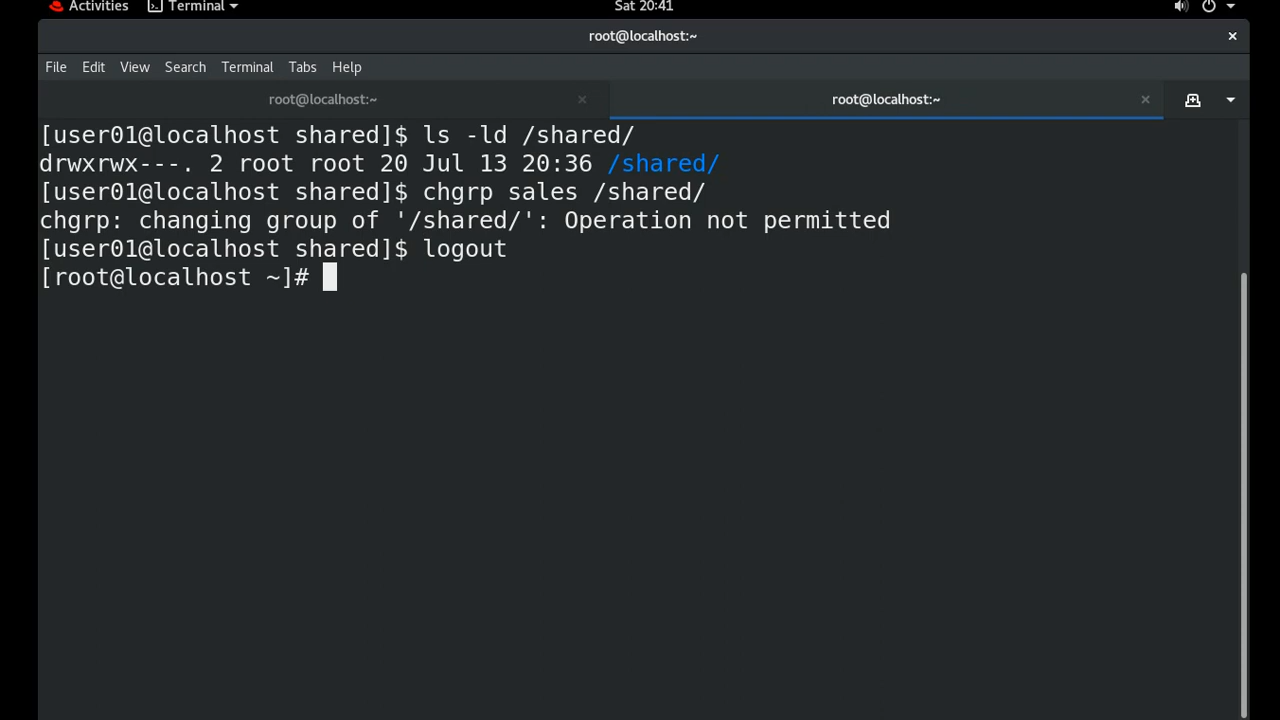 Activities Terminal Sat 20:41
root@localhost:~
File Edit View Search Terminal Tabs Help
root@localhost:~ root@localhost:~
[user01@localhost shared]$ ls -ld /shared/
drwxrwx---. 2 root root 20 Jul 13 20:36 /shared/
[user01@localhost shared]$ chgrp sales /shared/
chgrp: changing group of '/shared/': Operation not permitted
[user01@localhost shared]$ logout
[root@localhost ~]#